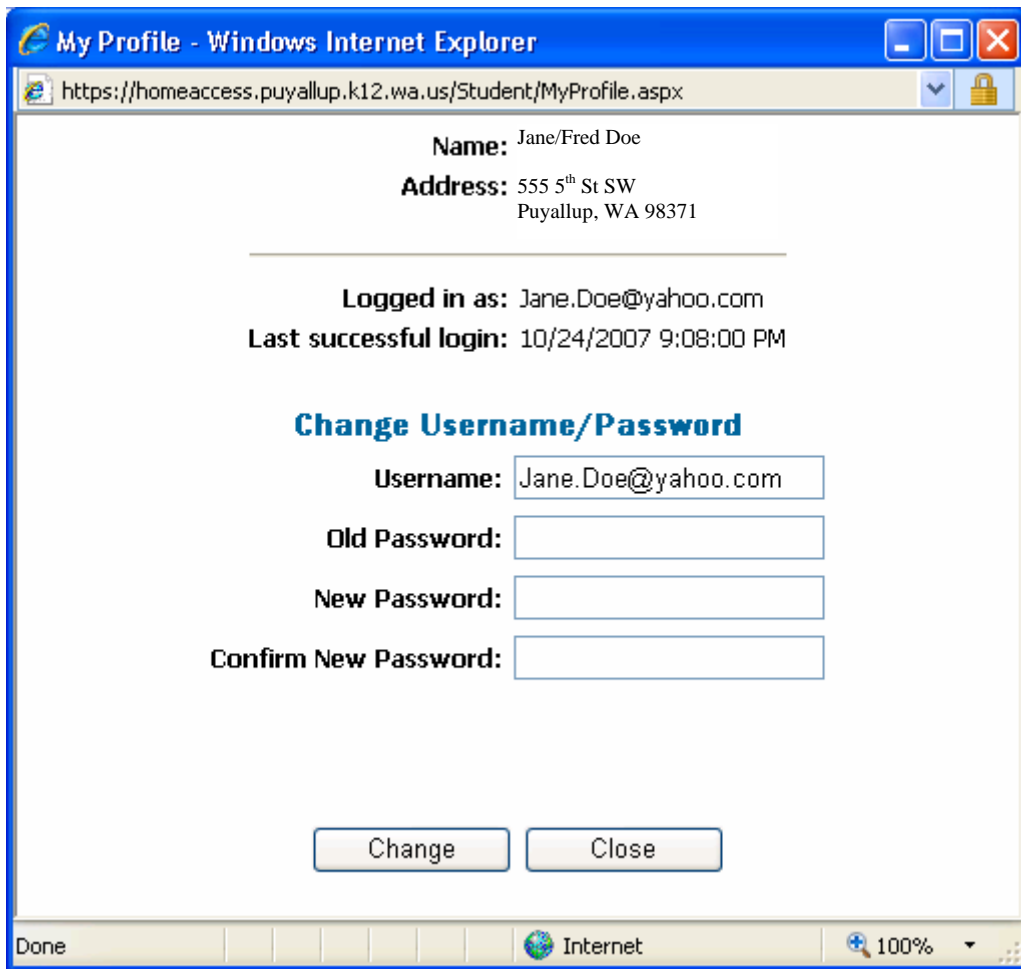 My Profile - Windows Internet Explorer
https://homeaccess.puyallup.k12.wa.us/Student/MyProfile.aspx
Name: Jane/Fred Doe
Address: 555 5th St SW
Puyallup, WA 98371
Logged in as: Jane.Doe@yahoo.com
Last successful login: 10/24/2007 9:08:00 PM
Change Username/Password
Username: Jane.Doe@yahoo.com
Old Password:
New Password:
Confirm New Password:
Change Close
Done Internet 100%